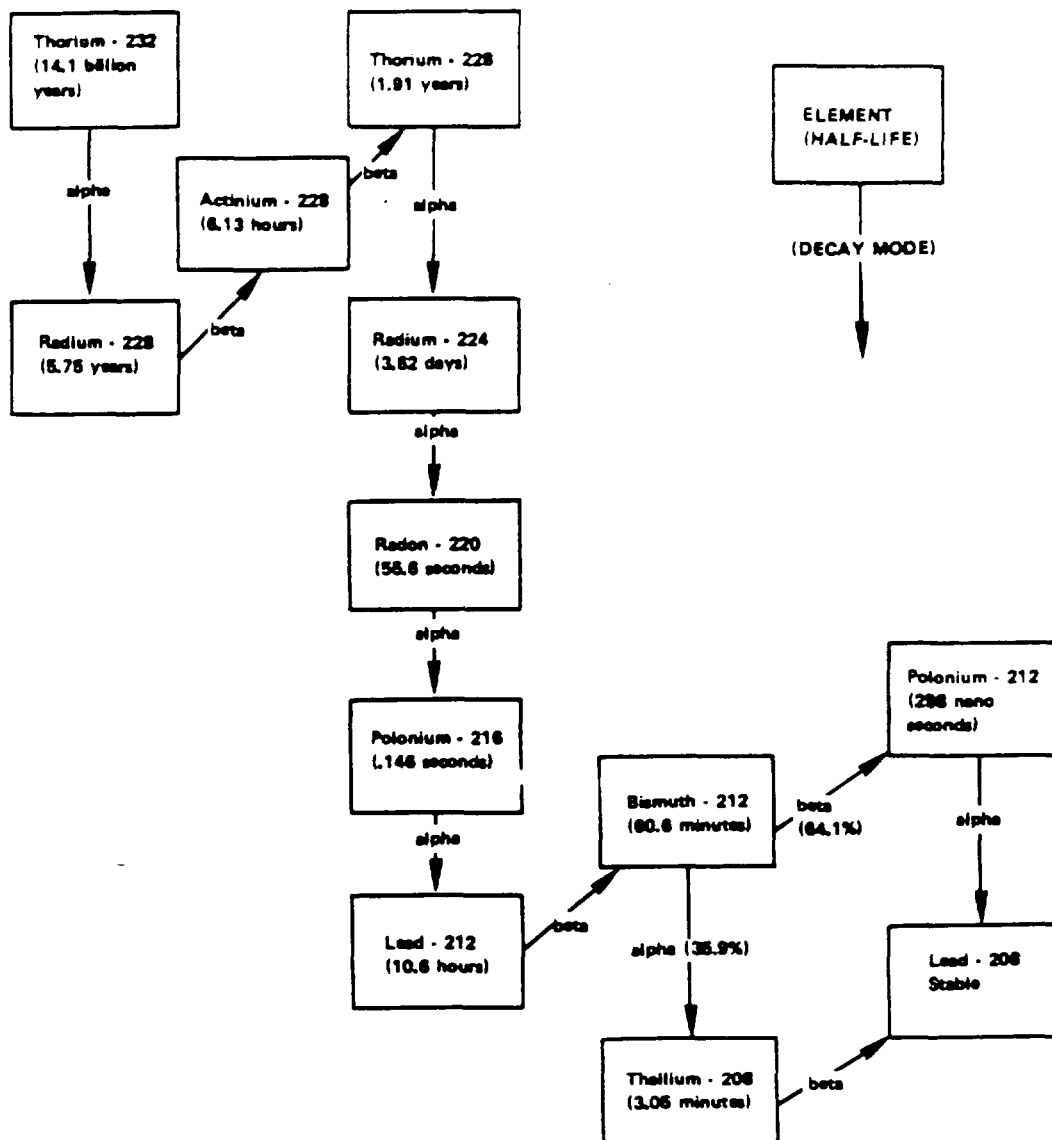 Thorium - 232
(14.1 billion
years)
Thorium - 228
(1.91 years)
ELEMENT
(HALF-LIFE)
alpha
beta
Actinium - 228
(6.13 hours)
alpha
(DECAY MODE)
Radium - 228
(5.75 years)
beta
Radium - 224
(3.62 days)
alpha
Radon - 220
(55.6 seconds)
alpha
Polonium - 216
(.146 seconds)
Polonium - 212
(298 nano
seconds)
Bismuth - 212
(60.6 minutes)
beta
(64.1%)
alpha
alpha
Lead - 212
(10.6 hours)
beta
alpha (35.9%)
Lead - 208
Stable
Thallium - 208
(3.05 minutes)
beta